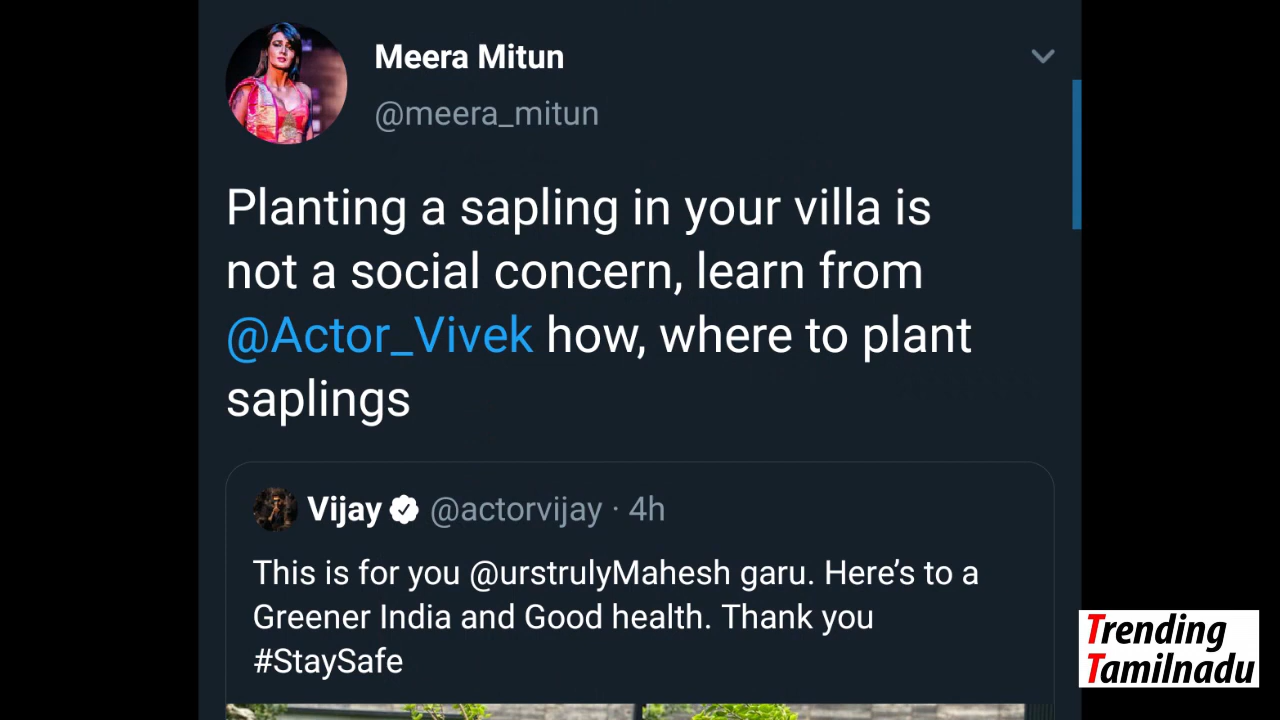 Meera Mitun
@meera_mitun
Planting a sapling in your villa is
not a social concern, learn from
@Actor_Vivek how, where to plant
saplings
Vijay @actorvijay · 4h
This is for you @urstrulyMahesh garu. Here’s to a
Greener India and Good health. Thank you
#StaySafe
Trending
Tamilnadu